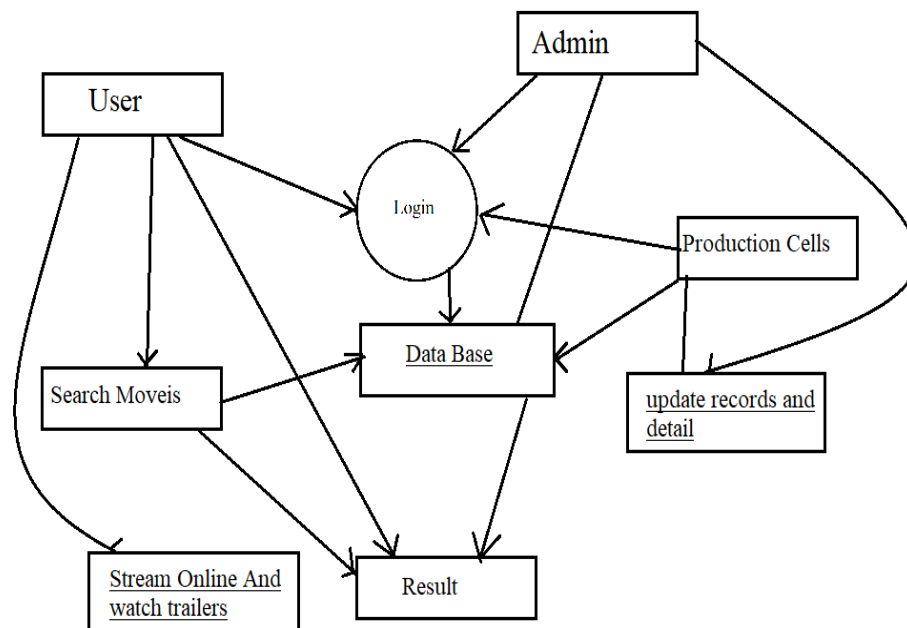 Admin
User
Login
Production Cells
Data Base
Search Moveis
update records and
detail
Stream Online And
watch trailers
Result